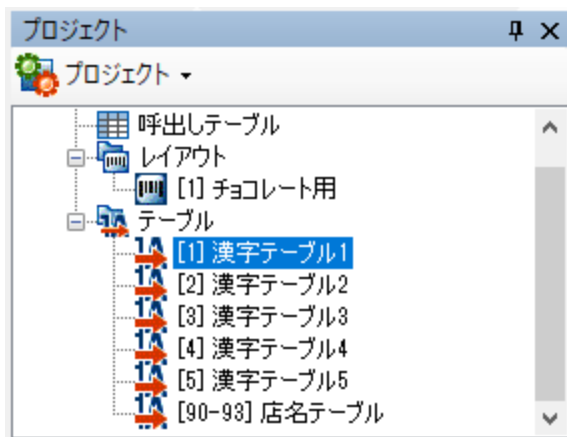 プロジェクト
プロジェクト
呼出しテーブル
レイアウト
[1] チョコレート用
テーブル
[1] 漢字テーブル1
[2] 漢字テーブル2
[3] 漢字テーブル3
[4] 漢字テーブル4
[5] 漢字テーブル5
[90-93] 店名テーブル